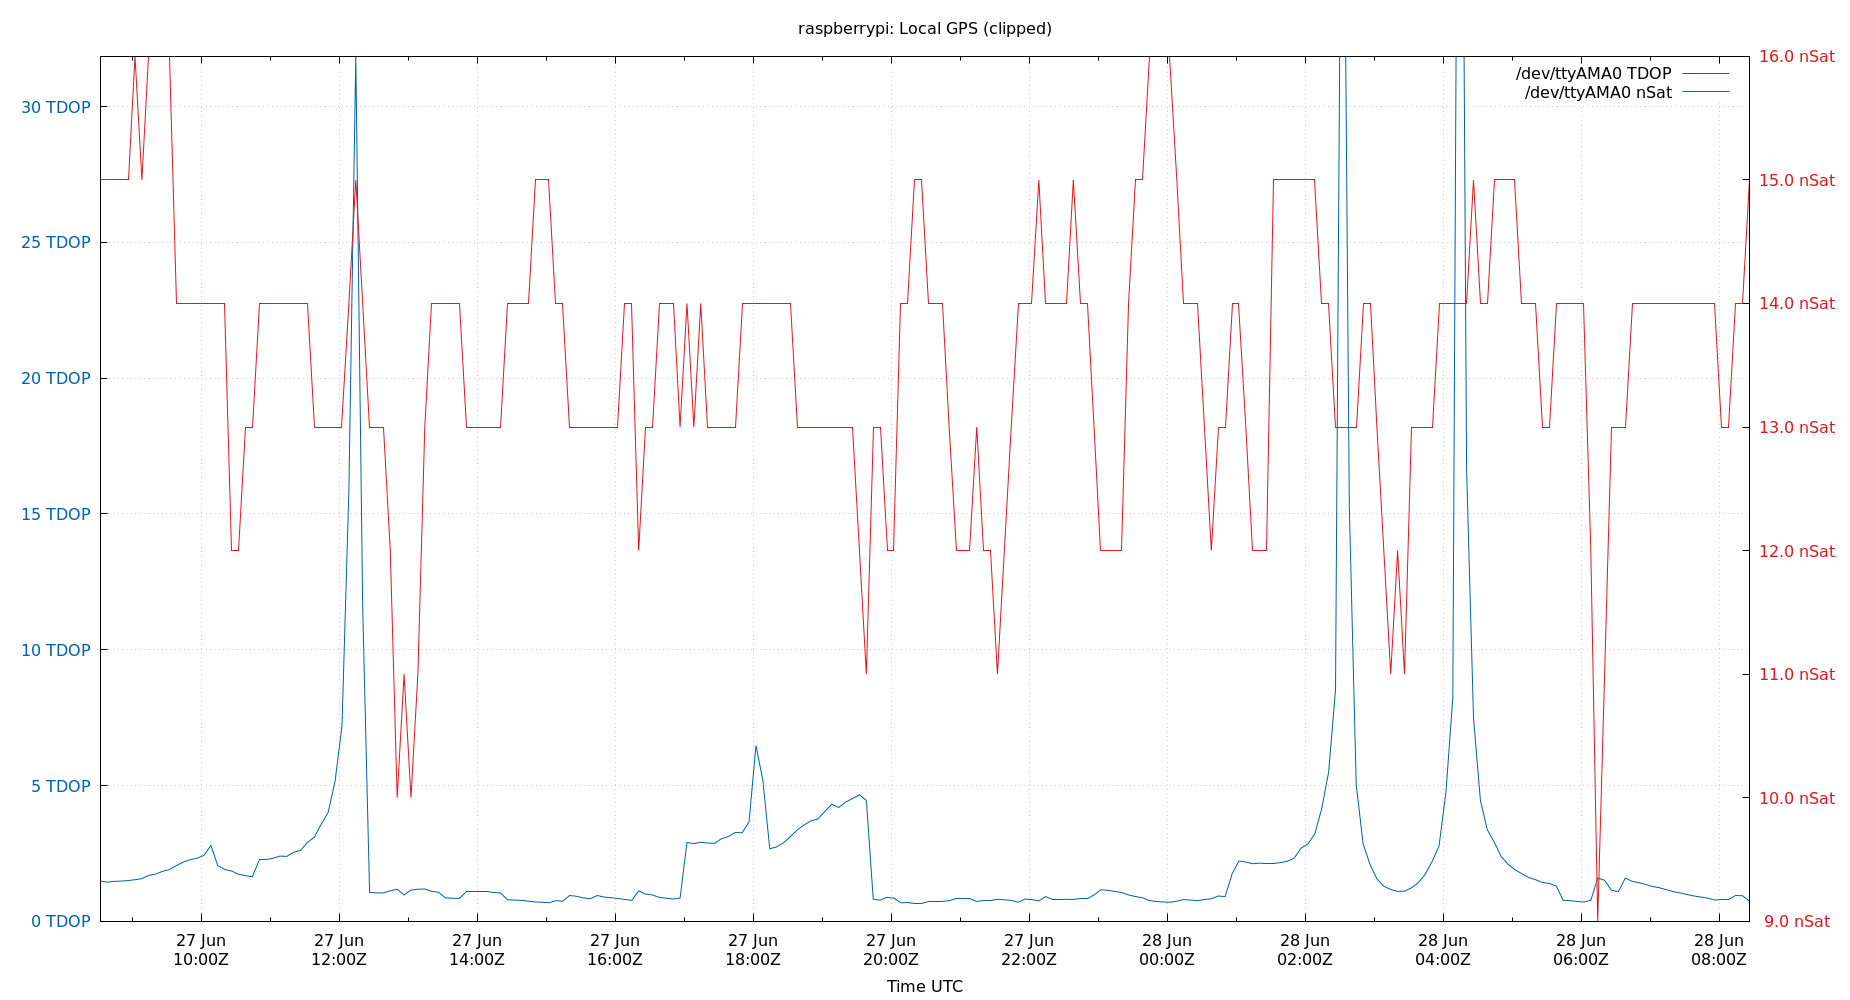 raspberrypi: Local GPS (clipped)
/dev/ttyAMA0 TDOP
/dev/ttyAMA0 nSat
30 TDOP
25 TDOP
20 TDOP
15 TDOP
10 TDOP
5 TDOP
0 TDOP
16.0 nSat
15.0 nSat
14.0 nSat
13.0 nSat
12.0 nSat
11.0 nSat
10.0 nSat
9.0 nSat
27 Jun
10:00Z
27 Jun
12:00Z
27 Jun
14:00Z
27 Jun
16:00Z
27 Jun
18:00Z
27 Jun
20:00Z
27 Jun
22:00Z
28 Jun
00:00Z
28 Jun
02:00Z
28 Jun
04:00Z
28 Jun
06:00Z
28 Jun
08:00Z
Time UTC